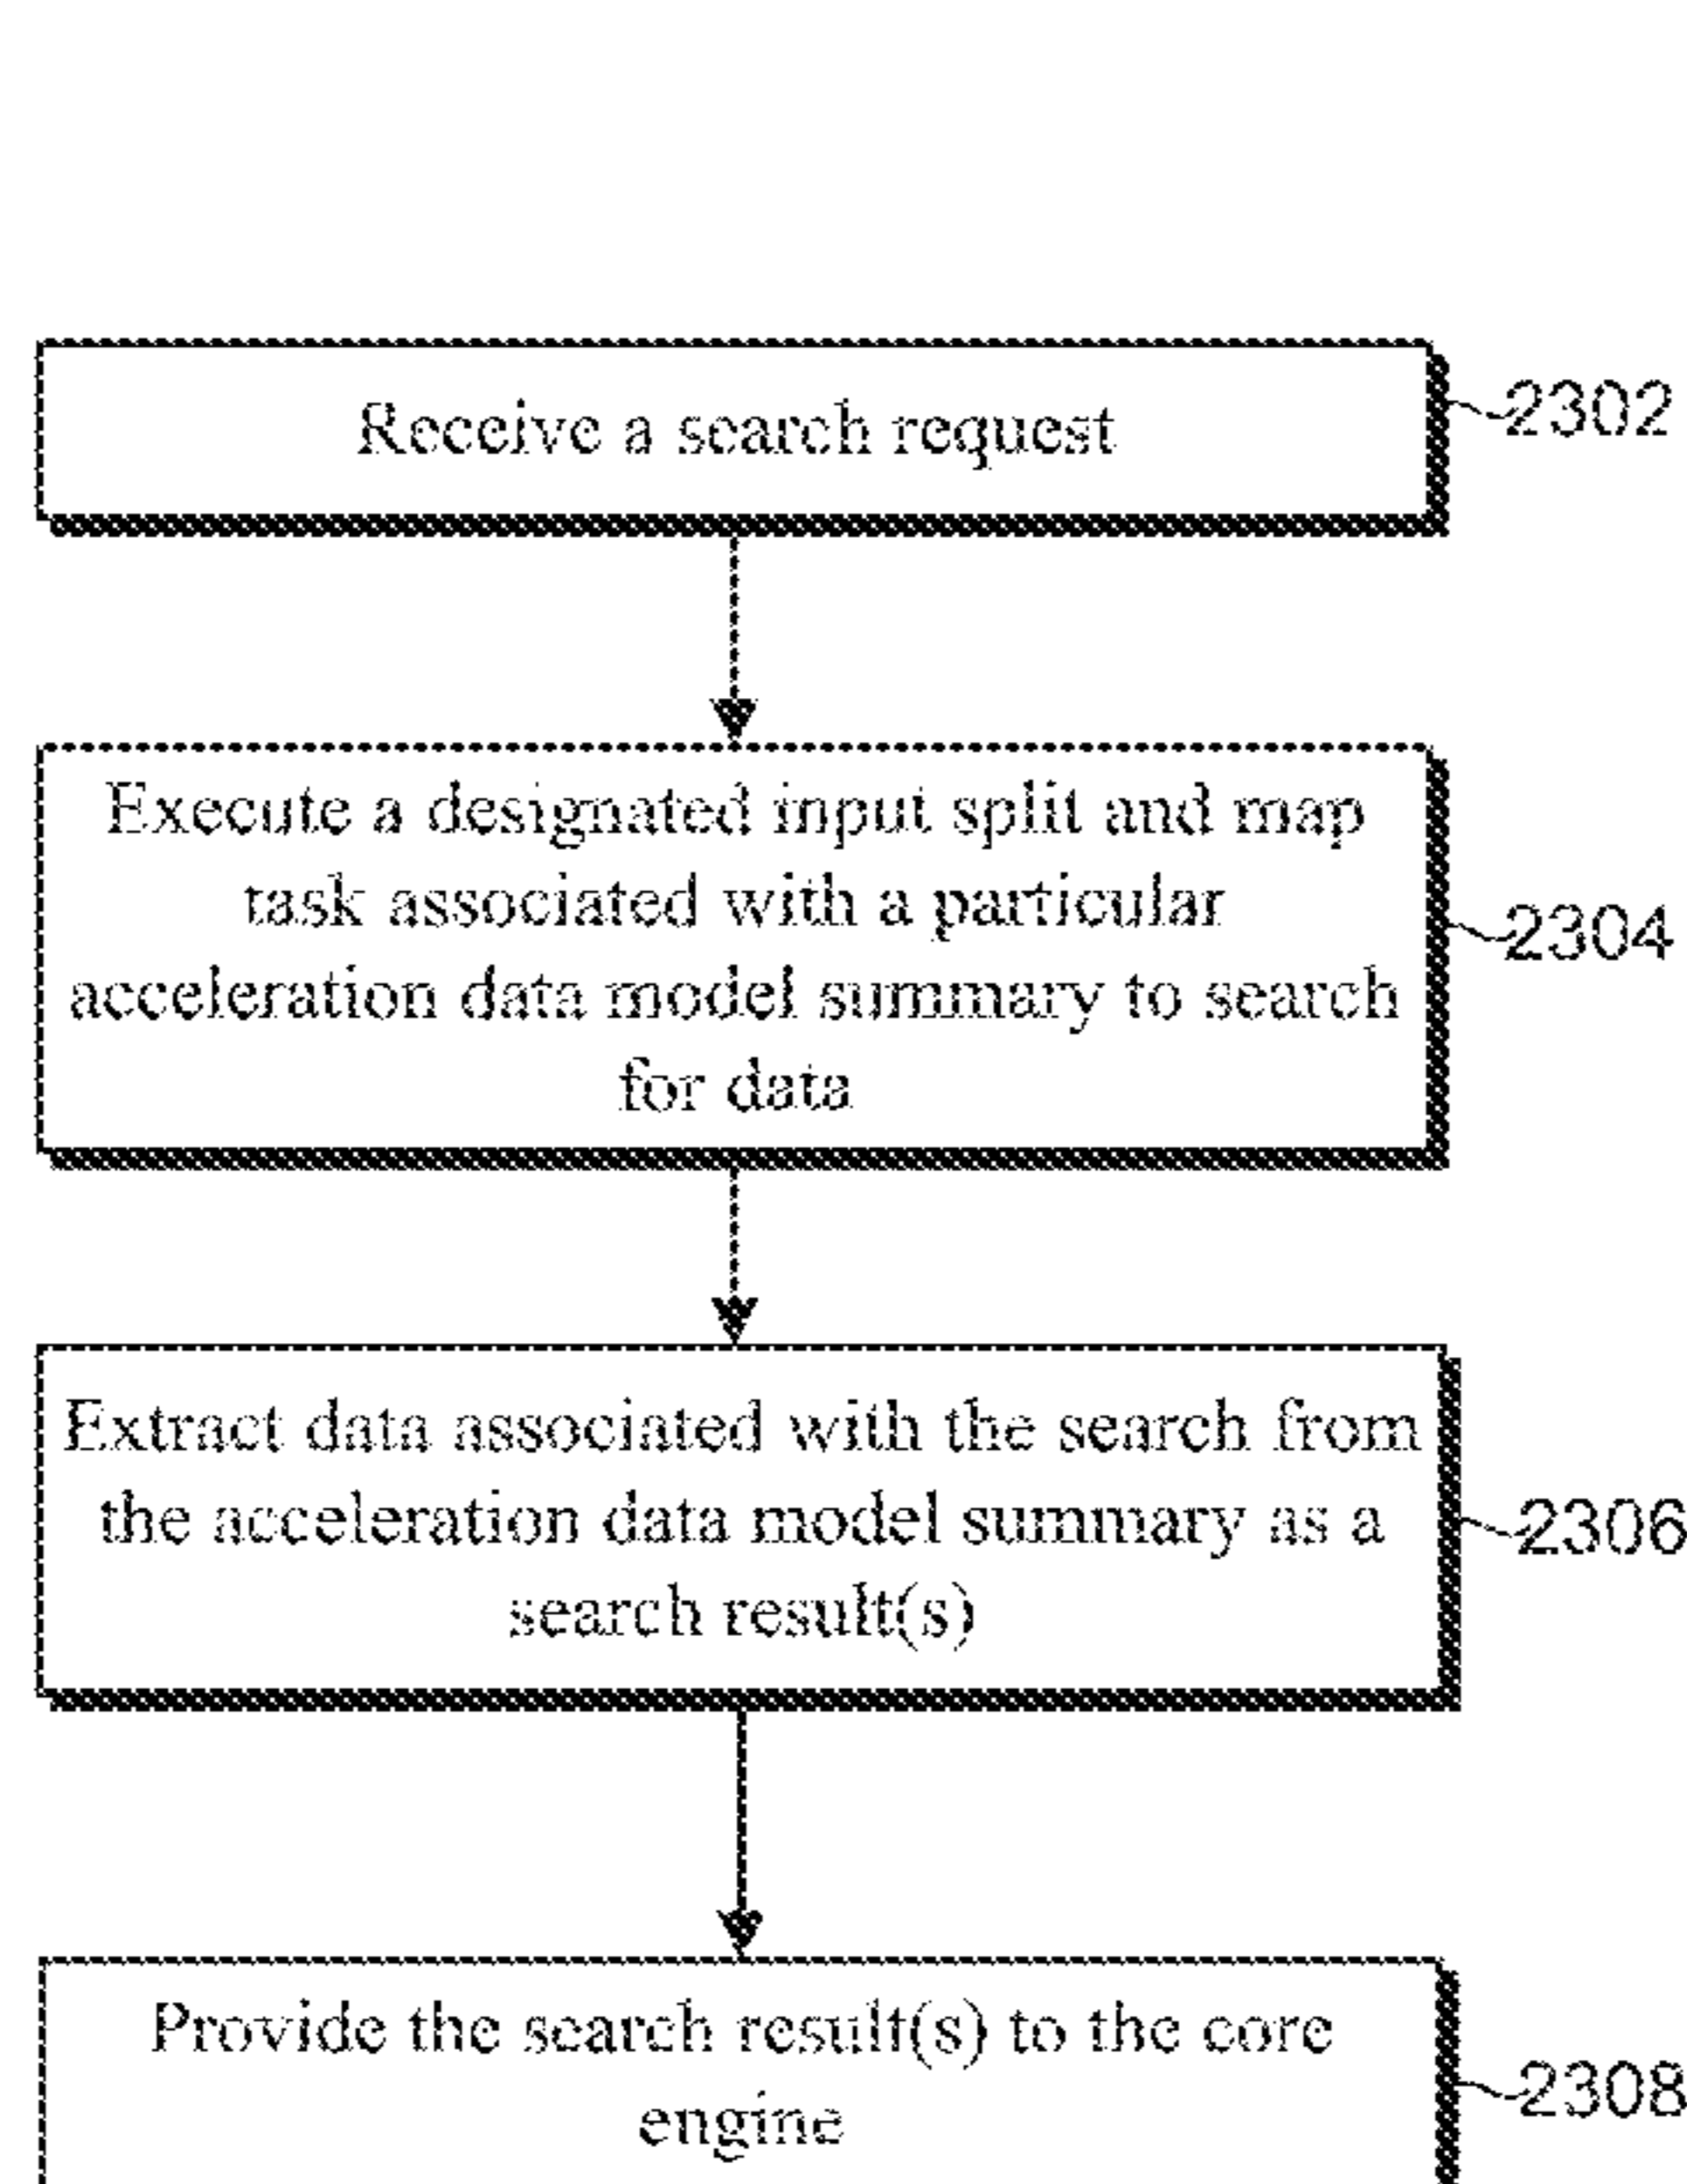 Receive a search request
2302
Execute a designated input split and map
task associated with a particular
acceleration data model summary to search
for data
2304
Extract data associated with the search from
the acceleration data model summary as a
search result(s)
2306
Provide the search result(s) to the core
engine
2308